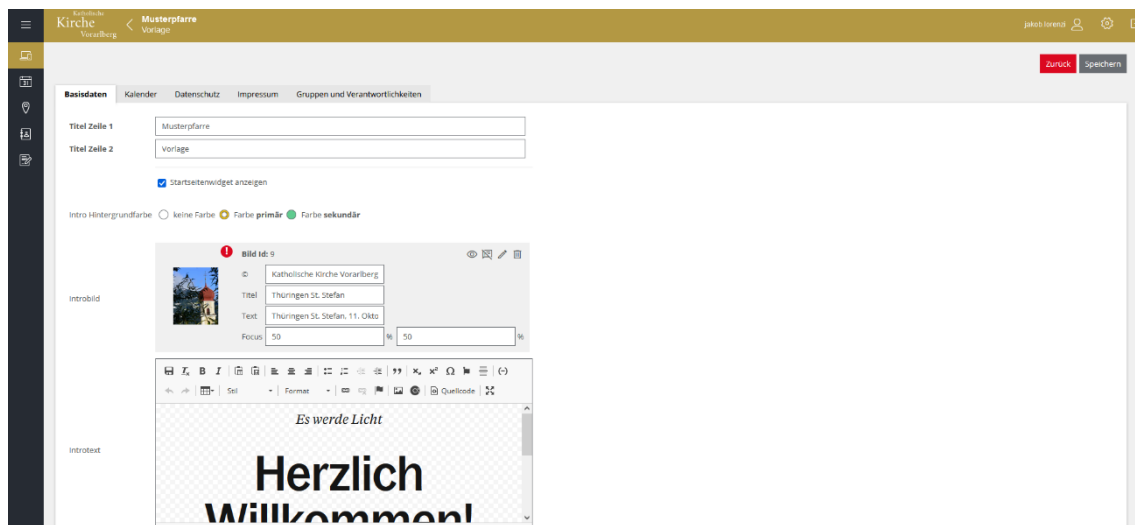 Katholische
Kirche
Vorarlberg
Musterpfarre
Vorlage
jakob lorenzi
Zurück Speichern
Basisdaten Kalender Datenschutz Impressum Gruppen und Verantwortlichkeiten
Titel Zeile 1 Musterpfarre
Titel Zeile 2 Vorlage
Startseitenwidget anzeigen
Intro Hintergrundfarbe keine Farbe Farbe primär Farbe sekundär
Introbild
Bild Id: 9
© Katholische Kirche Vorarlberg
Titel Thüringen St. Stefan
Text Thüringen St. Stefan, 11. Okto
Focus 50 % 50 %
Stil Format Quellcode
Introtext
Es werde Licht
Herzlich
Willkommen!